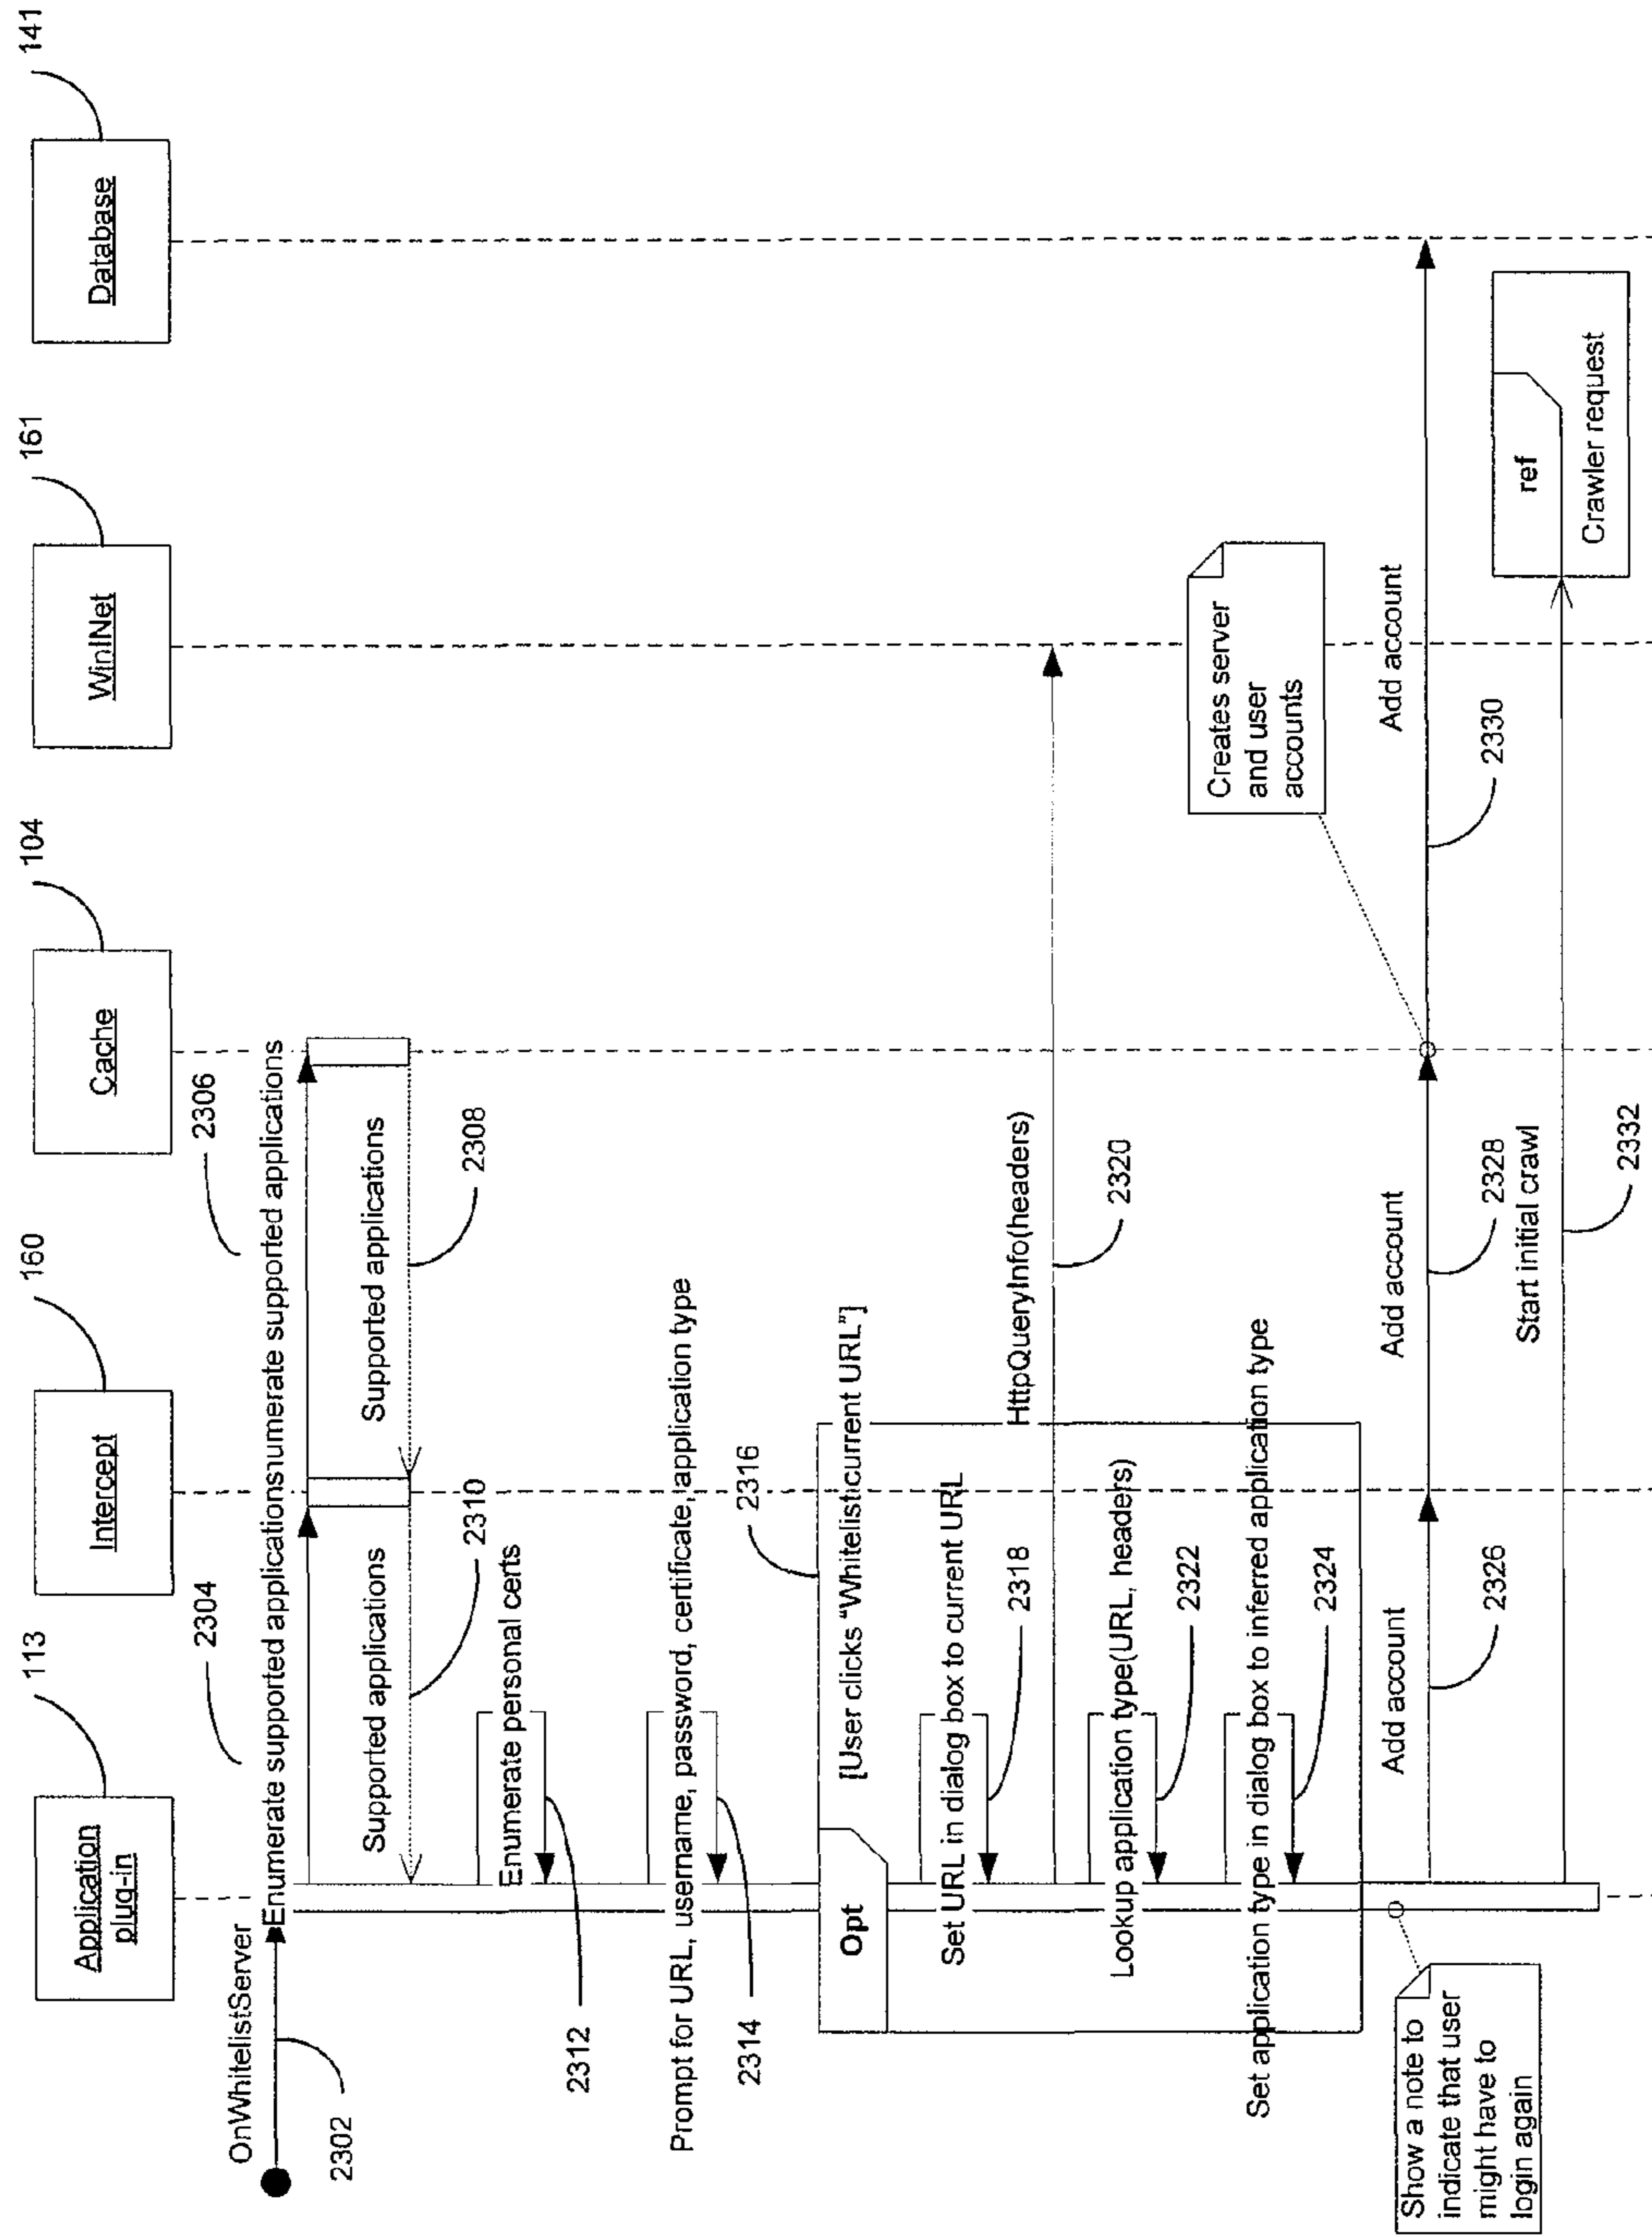 113
160
104
161
141
Application
plug-in
Intercept
Cache
WinINet
Database
OnWhitelistServer
2302
2304
2306
Enumerate supported applicationsnumerate supported applications
Supported applications
Supported applications
2308
2310
Enumerate personal certs
2312
Prompt for URL, username, password, certificate, application type
2314
2316
Opt
[User clicks "Whitelist current URL"]
Set URL in dialog box to current URL
2318
HttpQueryInfo(headers)
2320
Lookup application type(URL, headers)
2322
Set application type in dialog box to inferred application type
2324
Creates server
and user
accounts
Add account
Add account
Add account
2326
2328
2330
Show a note to
indicate that user
might have to
login again
Start initial crawl
2332
ref
Crawler request